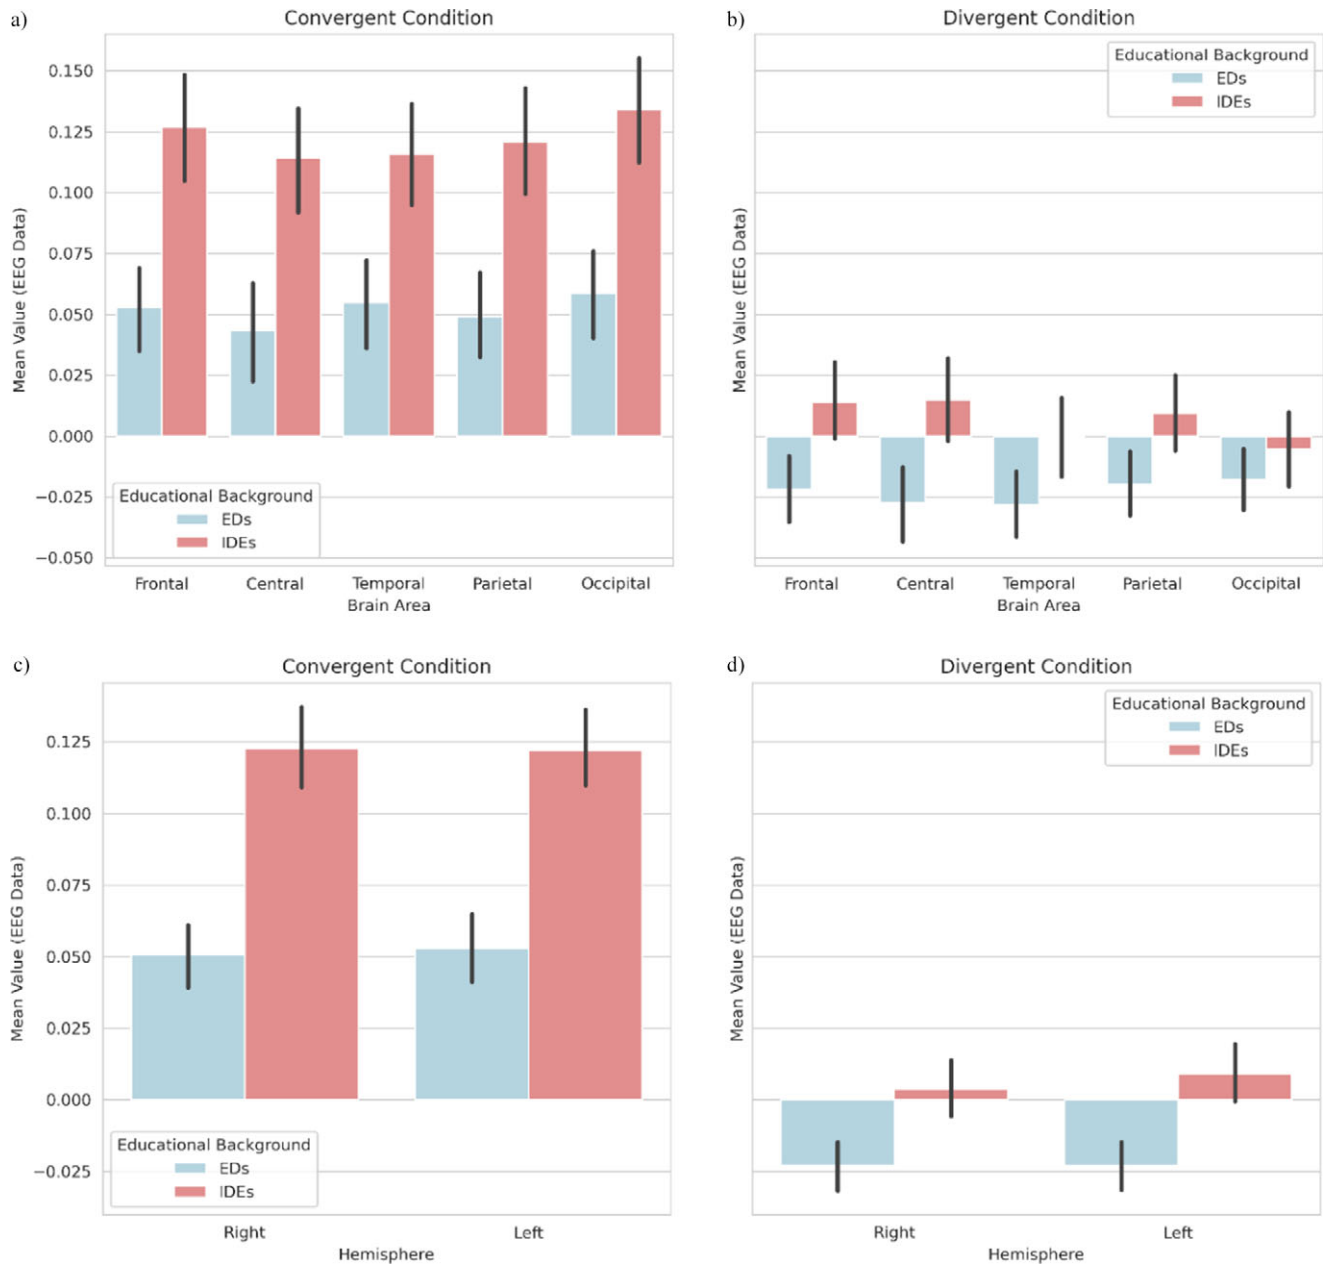 a)
Convergent Condition
Mean Value (EEG Data)
0.150
0.125
0.100
0.075
0.050
0.025
0.000
−0.025
−0.050
Educational Background
EDs
IDEs
Frontal Central Temporal Parietal Occipital
Brain Area
b)
Divergent Condition
Mean Value (EEG Data)
Educational Background
EDs
IDEs
Frontal Central Temporal Parietal Occipital
Brain Area
c)
Convergent Condition
Mean Value (EEG Data)
0.125
0.100
0.075
0.050
0.025
0.000
−0.025
Educational Background
EDs
IDEs
Right Left
Hemisphere
d)
Divergent Condition
Mean Value (EEG Data)
Educational Background
EDs
IDEs
Right Left
Hemisphere